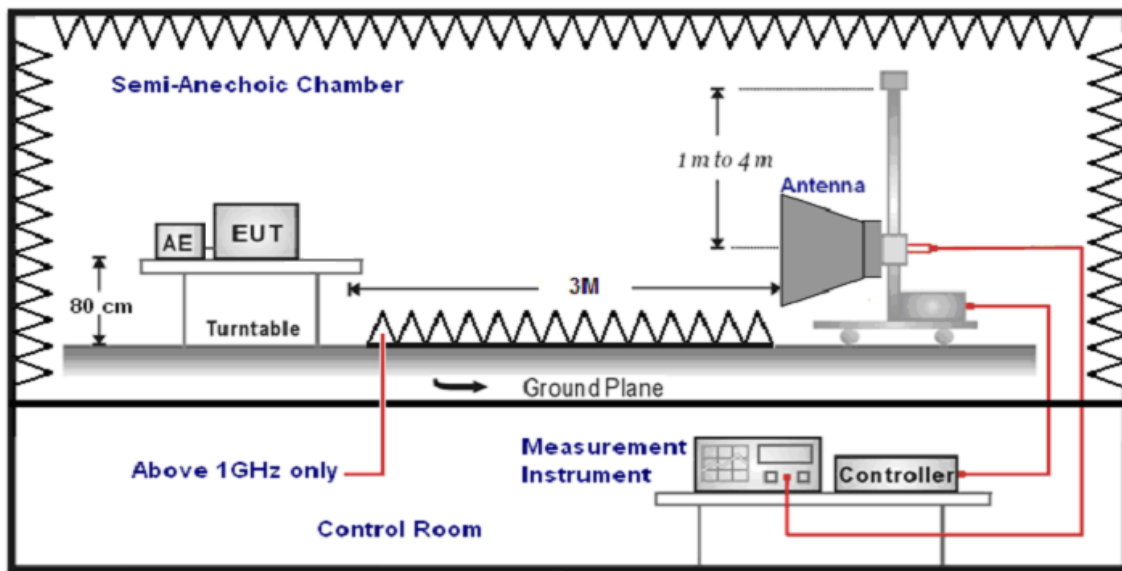 Semi-Anechoic Chamber
1 m to 4 m
Antenna
AE
EUT
80 cm
3M
Turntable
Ground Plane
Above 1GHz only
Measurement
Instrument
Controller
Control Room